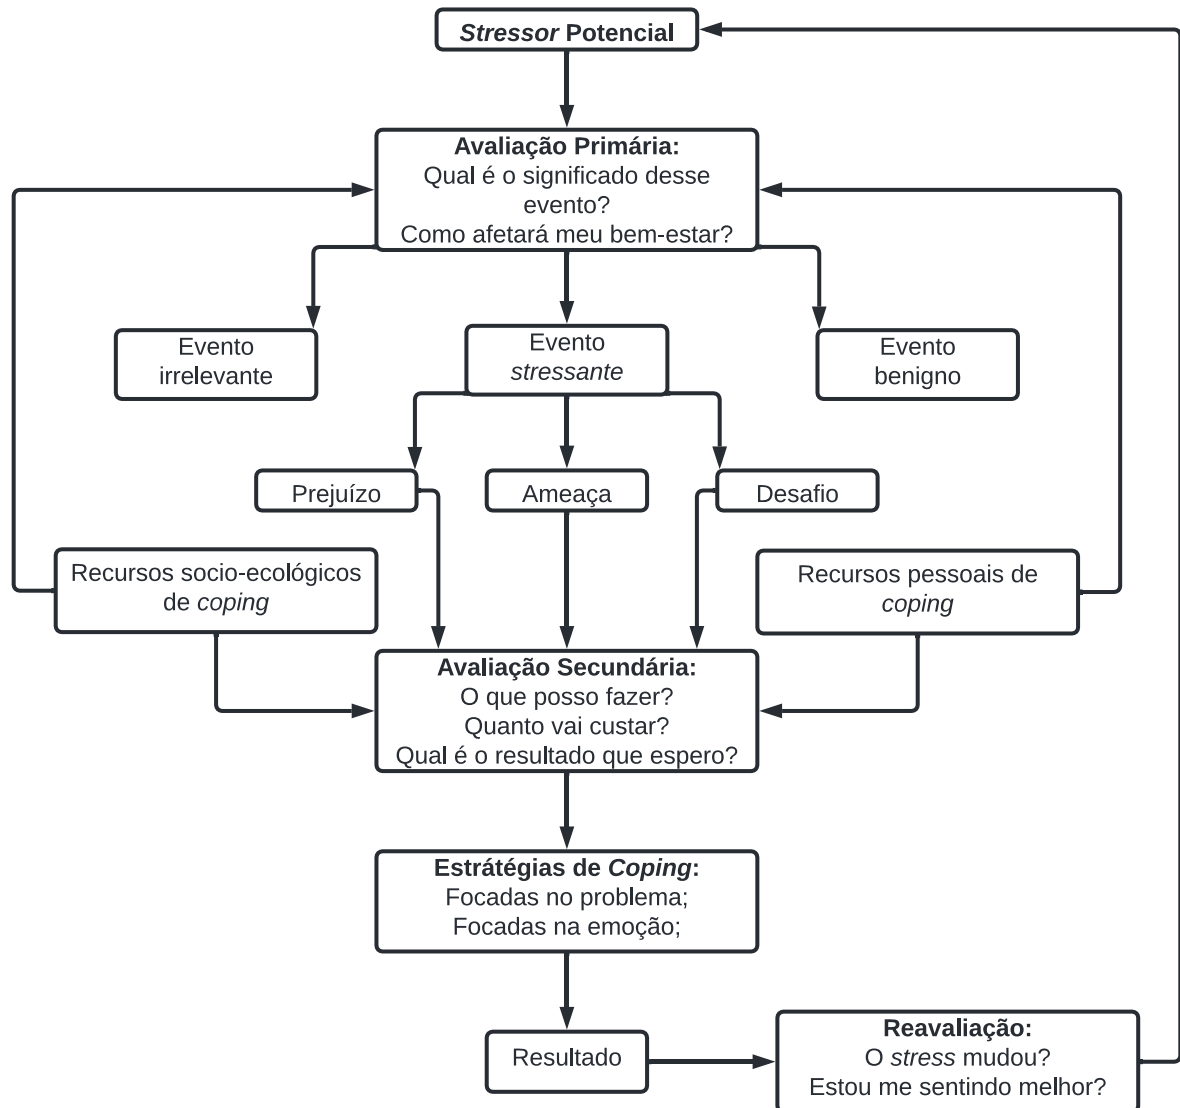 Stressor Potencial
Avaliação Primária:
Qual é o significado desse
evento?
Como afetará meu bem-estar?
Evento
irrelevante
Evento
stressante
Evento
benigno
Prejuízo
Ameaça
Desafio
Recursos socio-ecológicos
de coping
Recursos pessoais de
coping
Avaliação Secundária:
O que posso fazer?
Quanto vai custar?
Qual é o resultado que espero?
Estrátégias de Coping:
Focadas no problema;
Focadas na emoção;
Resultado
Reavaliação:
O stress mudou?
Estou me sentindo melhor?